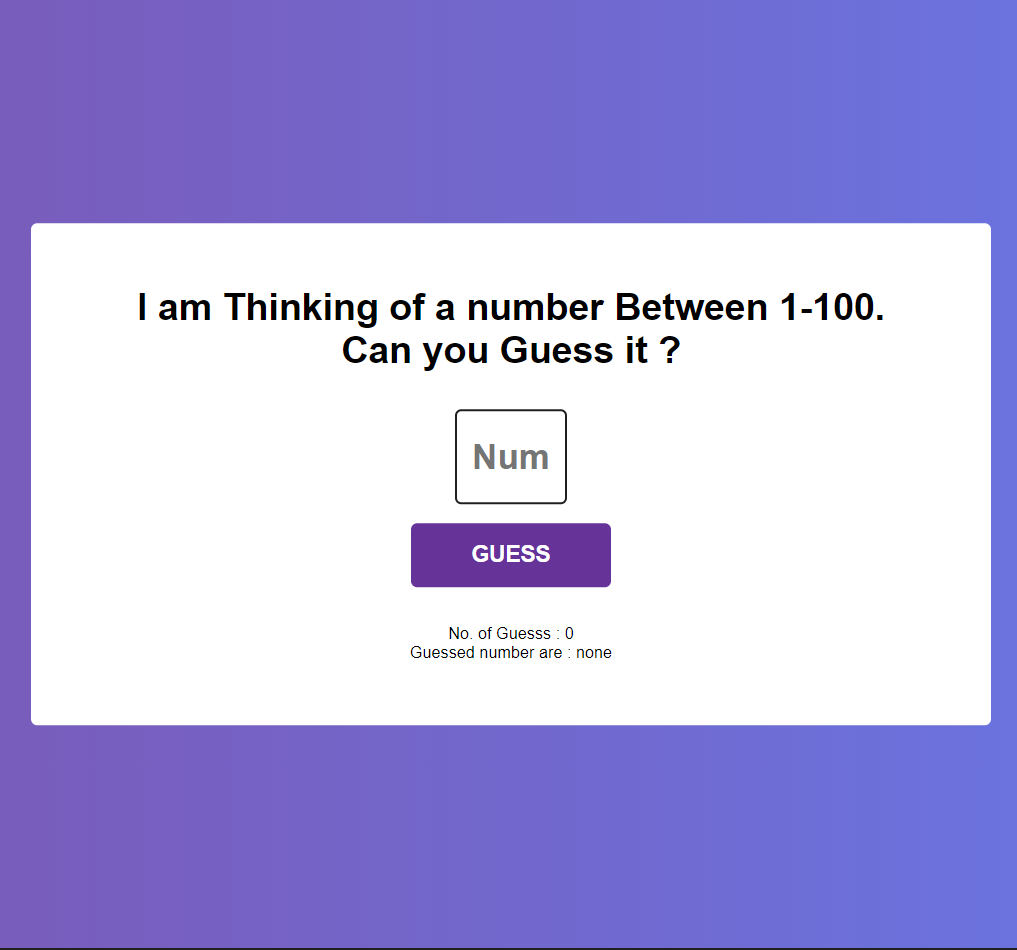 I am Thinking of a number Between 1-100.
Can you Guess it ?
Num
GUESS
No. of Guesss : 0
Guessed number are : none